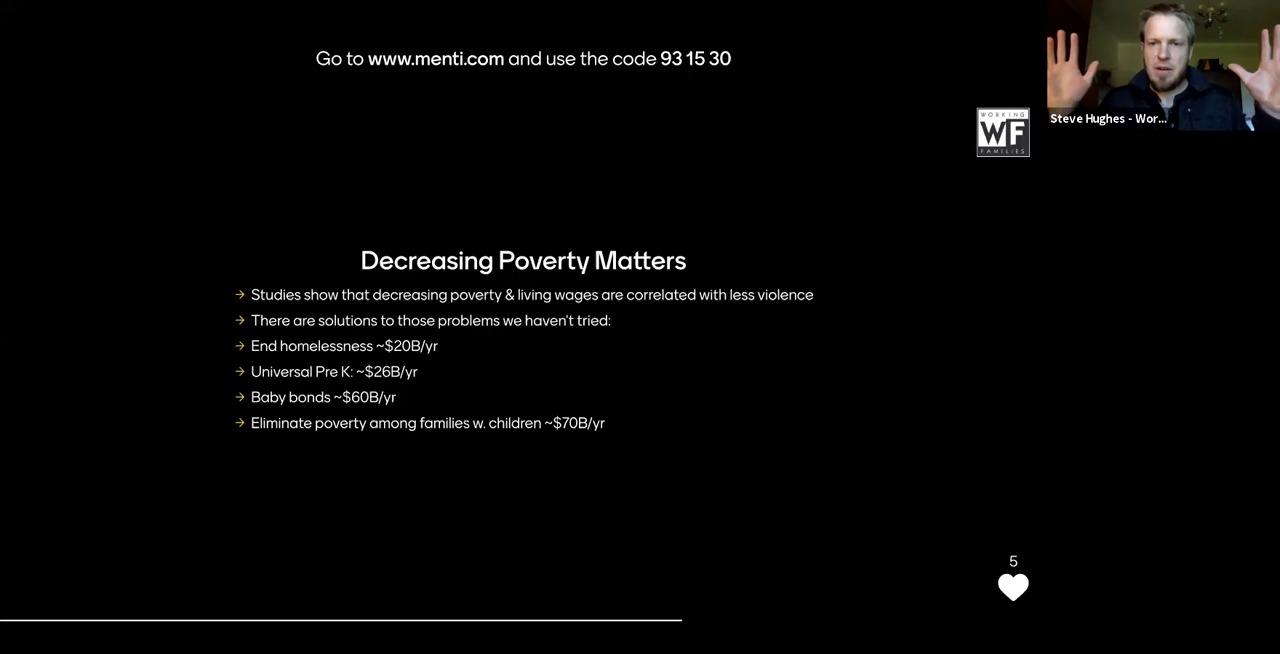 Go to www.menti.com and use the code 93 15 30
Steve Hughes - Wor...
WORKING
WF
FAMILIES
Decreasing Poverty Matters
→ Studies show that decreasing poverty & living wages are correlated with less violence
→ There are solutions to those problems we haven't tried:
→ End homelessness ~$20B/yr
→ Universal Pre K: ~$26B/yr
→ Baby bonds ~$60B/yr
→ Eliminate poverty among families w. children ~$70B/yr
5